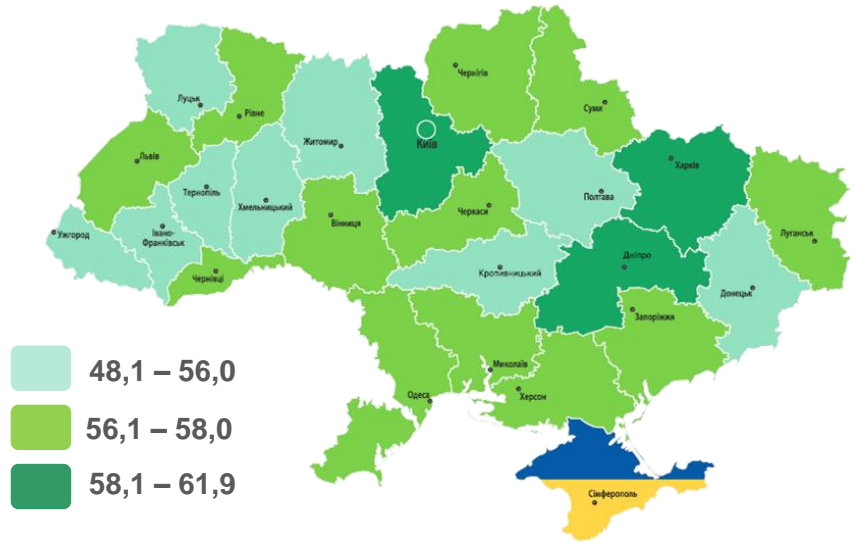 Чернігів
Луцьк
Рівне
Суми
Житомир
Київ
Львів
Харків
Тернопіль
Хмельницький
Полтава
Черкаси
Вінниця
Ужгород
Івано-
Франківськ
Луганськ
Дніпро
Чернівці
Кропивницький
Донецьк
Запоріжжя
48,1 – 56,0
Миколаїв
Одеса
Херсон
56,1 – 58,0
58,1 – 61,9
Сімферополь